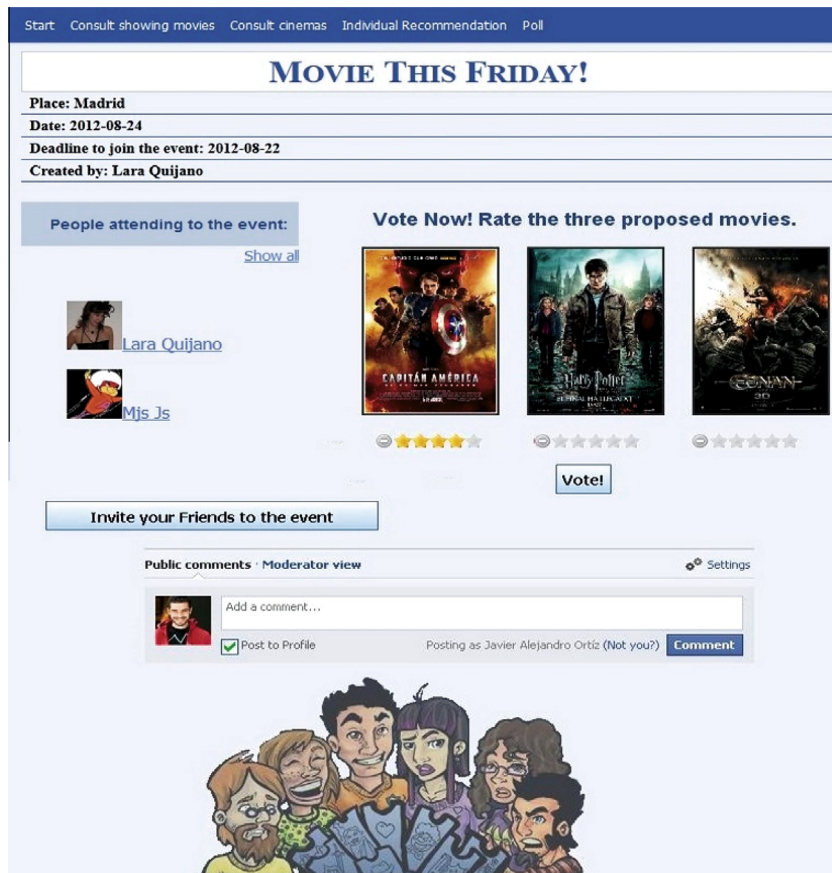 Start Consult showing movies Consult cinemas Individual Recommendation Poll
MOVIE THIS FRIDAY!
Place: Madrid
Date: 2012-08-24
Deadline to join the event: 2012-08-22
Created by: Lara Quijano
People attending to the event:
Show all
Lara Quijano
Mjs Js
Vote Now! Rate the three proposed movies.
CAPITÁN AMÉRICA
Harry Potter
CONAN
3D
Vote!
Invite your Friends to the event
Public comments · Moderator view
Settings
Add a comment...
Post to Profile
Posting as Javier Alejandro Ortíz (Not you?) Comment